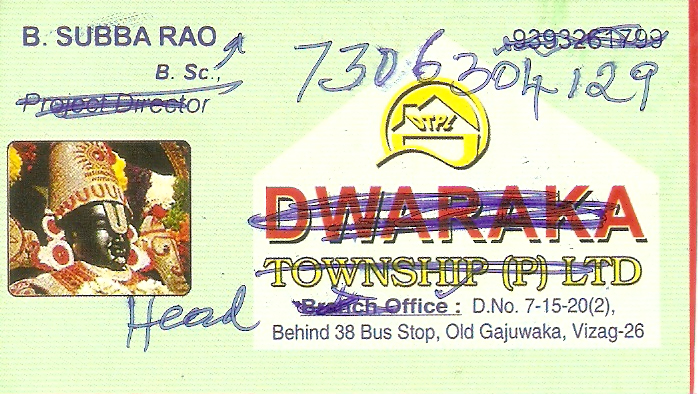 B. SUBBA RAO
B. Sc.,
Project Director
9393261799
7306304129
DTPL
DWARAKA
TOWNSHIP (P) LTD
Head
Branch Office : D.No. 7-15-20(2),
Behind 38 Bus Stop, Old Gajuwaka, Vizag-26